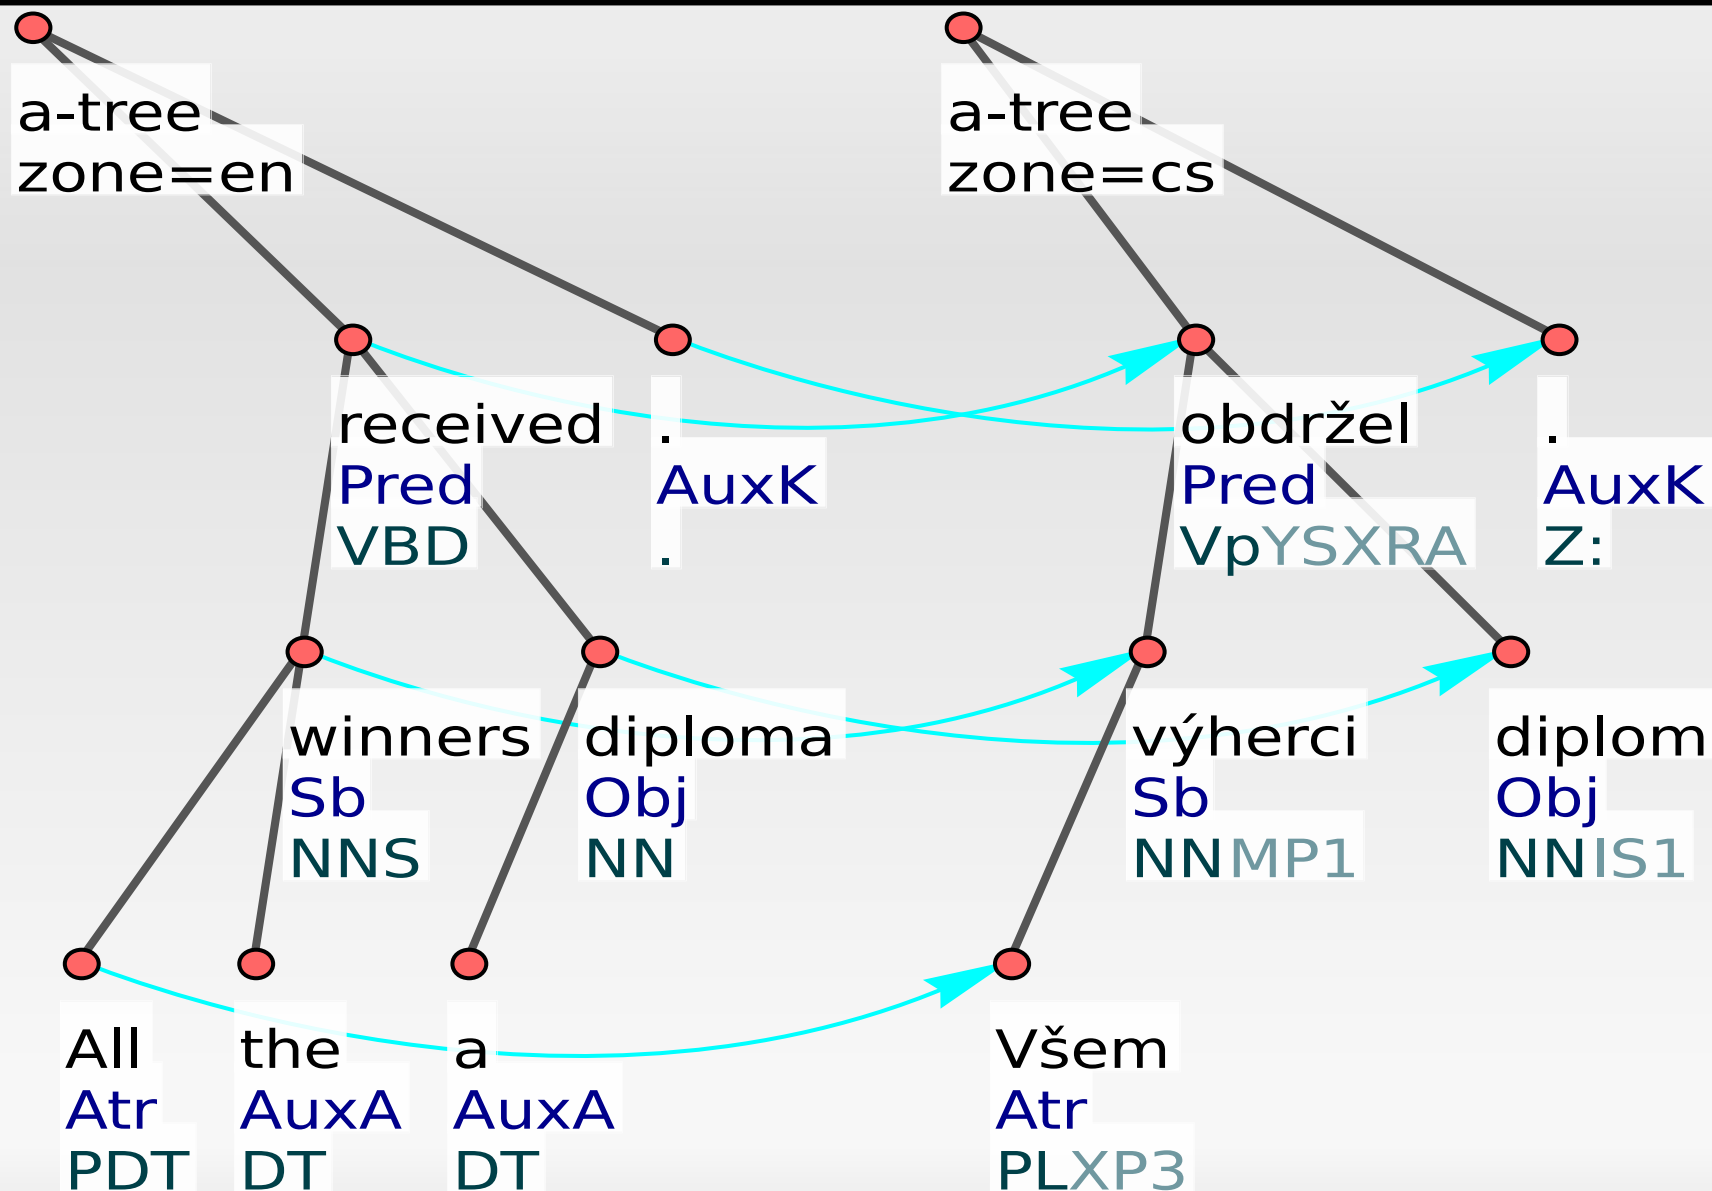 a-tree
zone=en
a-tree
zone=cs
received
Pred
VBD
.
AuxK
.
obdržel
Pred
VpYSXRA
.
AuxK
Z:
winners
Sb
NNS
diploma
Obj
NN
výherci
Sb
NNMP1
diplom
Obj
NNIS1
All
Atr
PDT
the
AuxA
DT
a
AuxA
DT
Všem
Atr
PLXP3